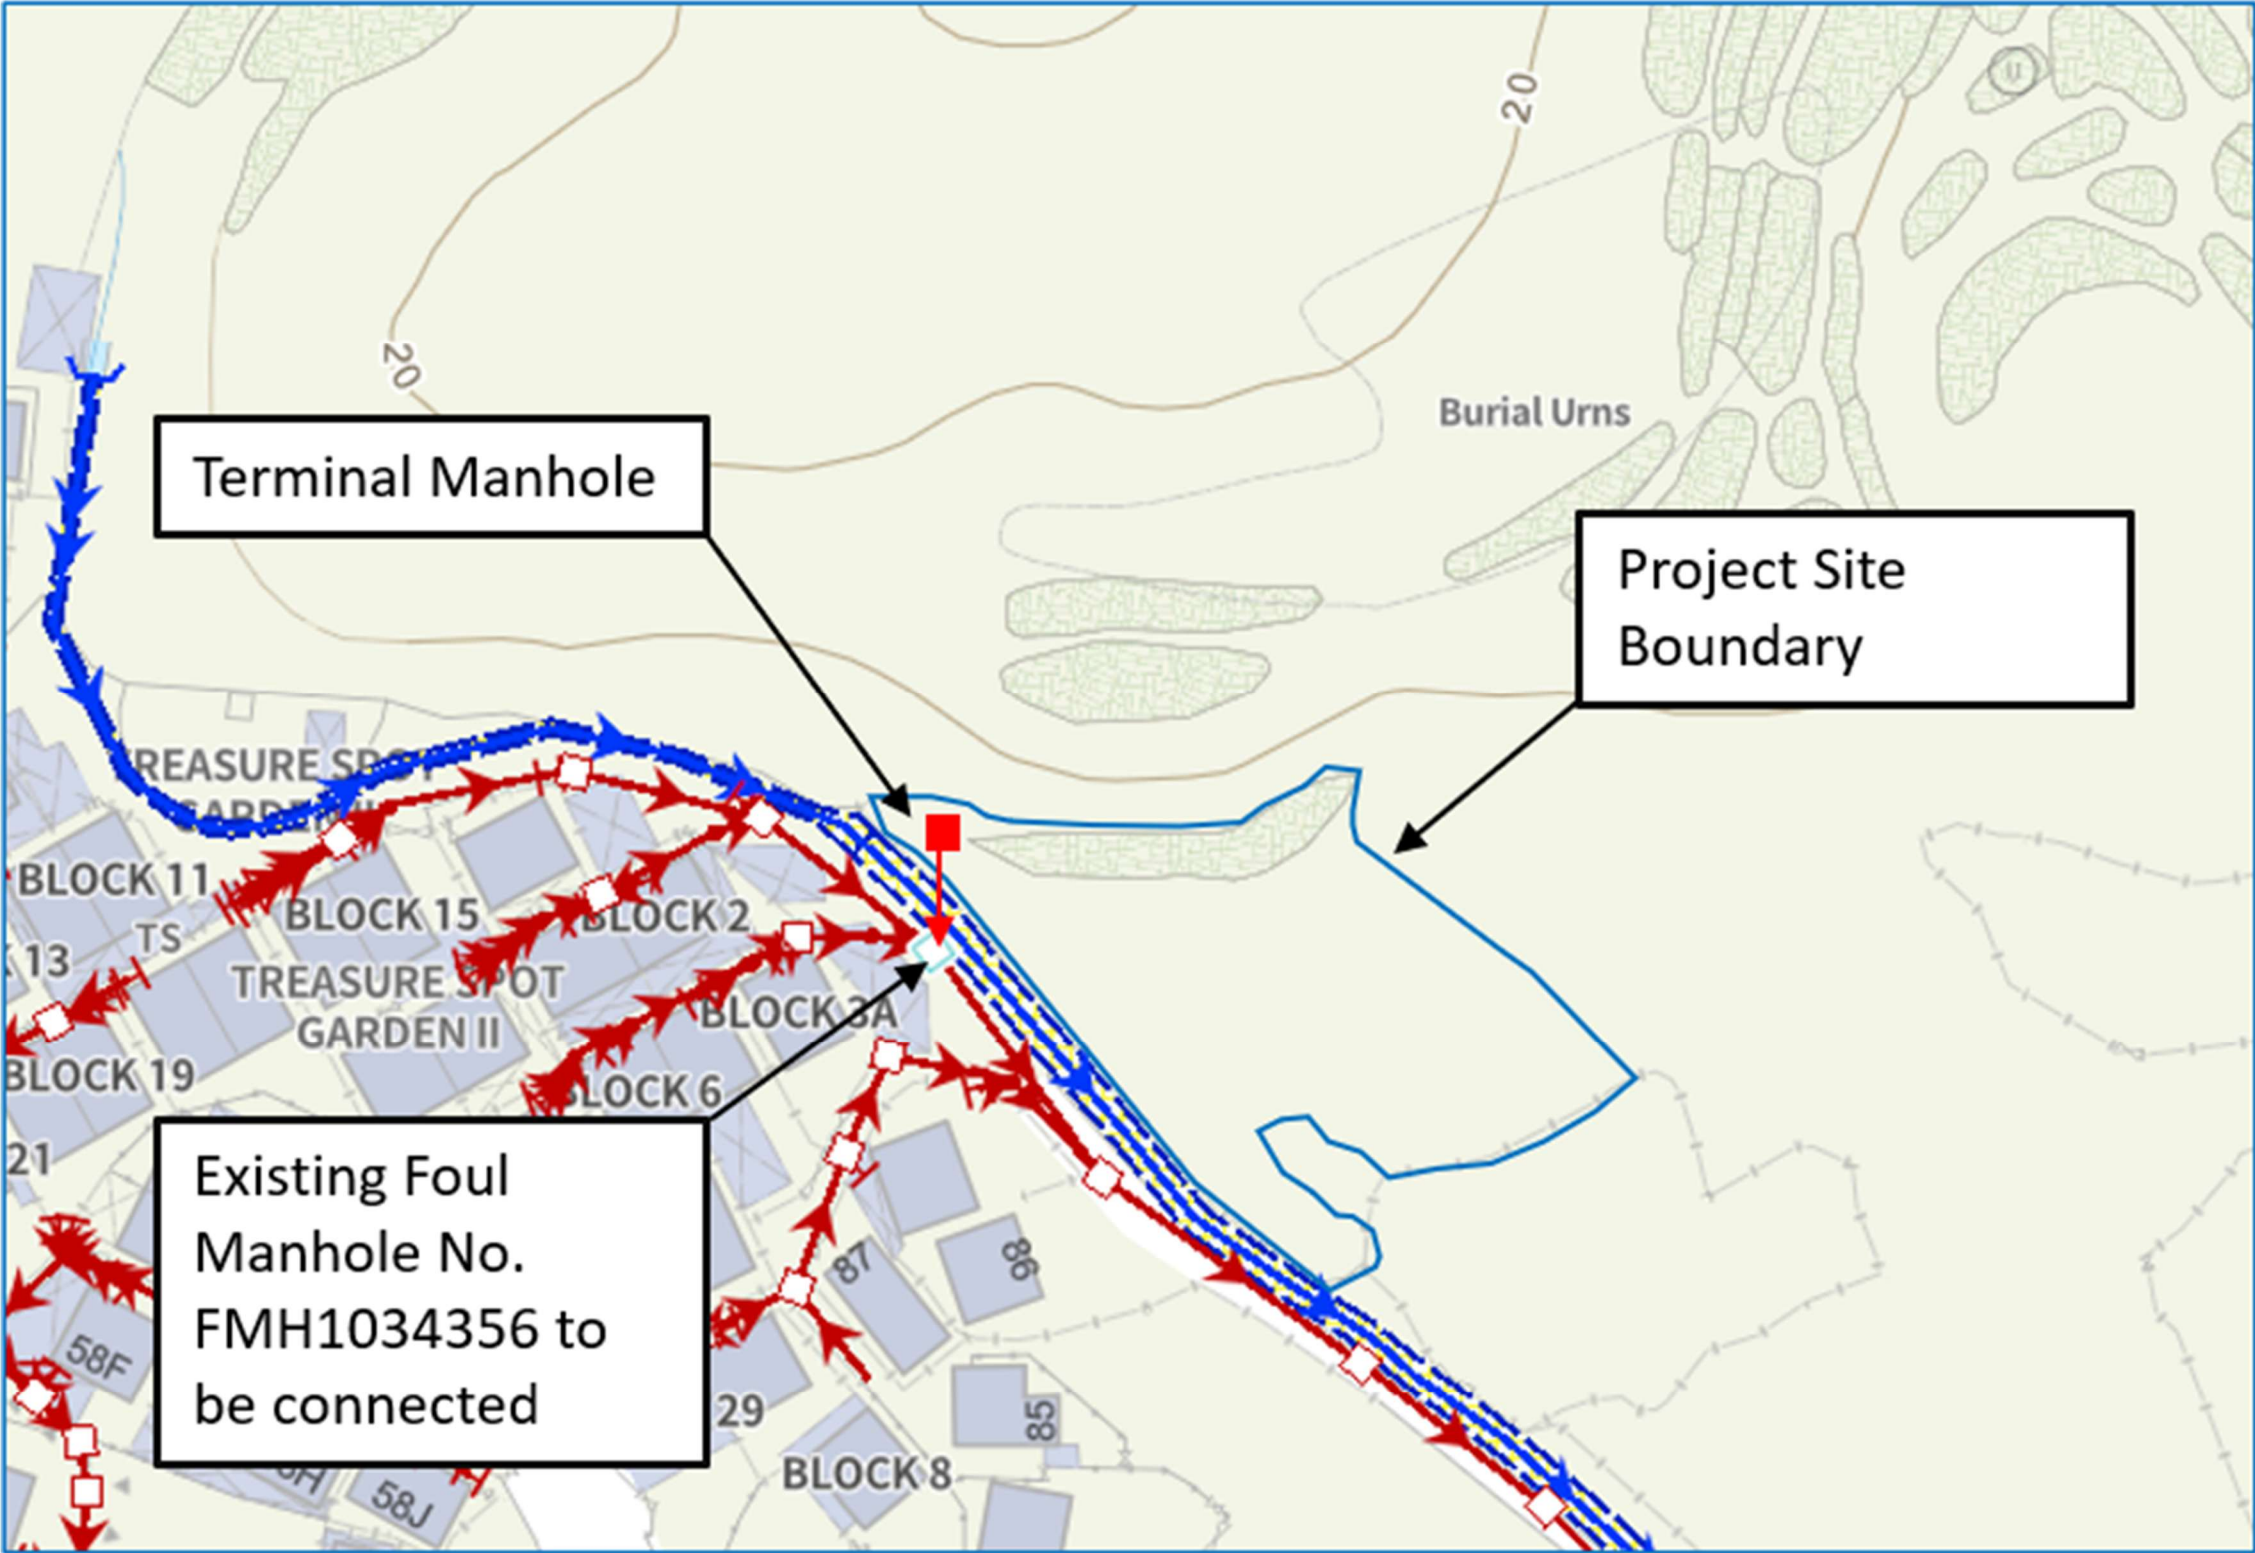 20
U
20
Burial Urns
Terminal Manhole
Project Site
Boundary
TREASURE SPOT
BLOCK 11
BLOCK 15
BLOCK 2
TS
13
TREASURE SPOT
GARDEN II
BLOCK 3A
BLOCK 19
BLOCK 6
21
Existing Foul
Manhole No.
FMH1034356 to
be connected
87
86
58F
29
85
BLOCK 8
58J